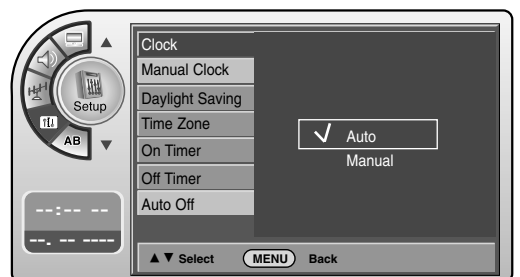 Setup
AB
--:-- --
--. -- ----
Clock
Manual Clock
Daylight Saving
Time Zone
On Timer
Off Timer
Auto Off
✓ Auto
Manual
▲▼ Select MENU Back